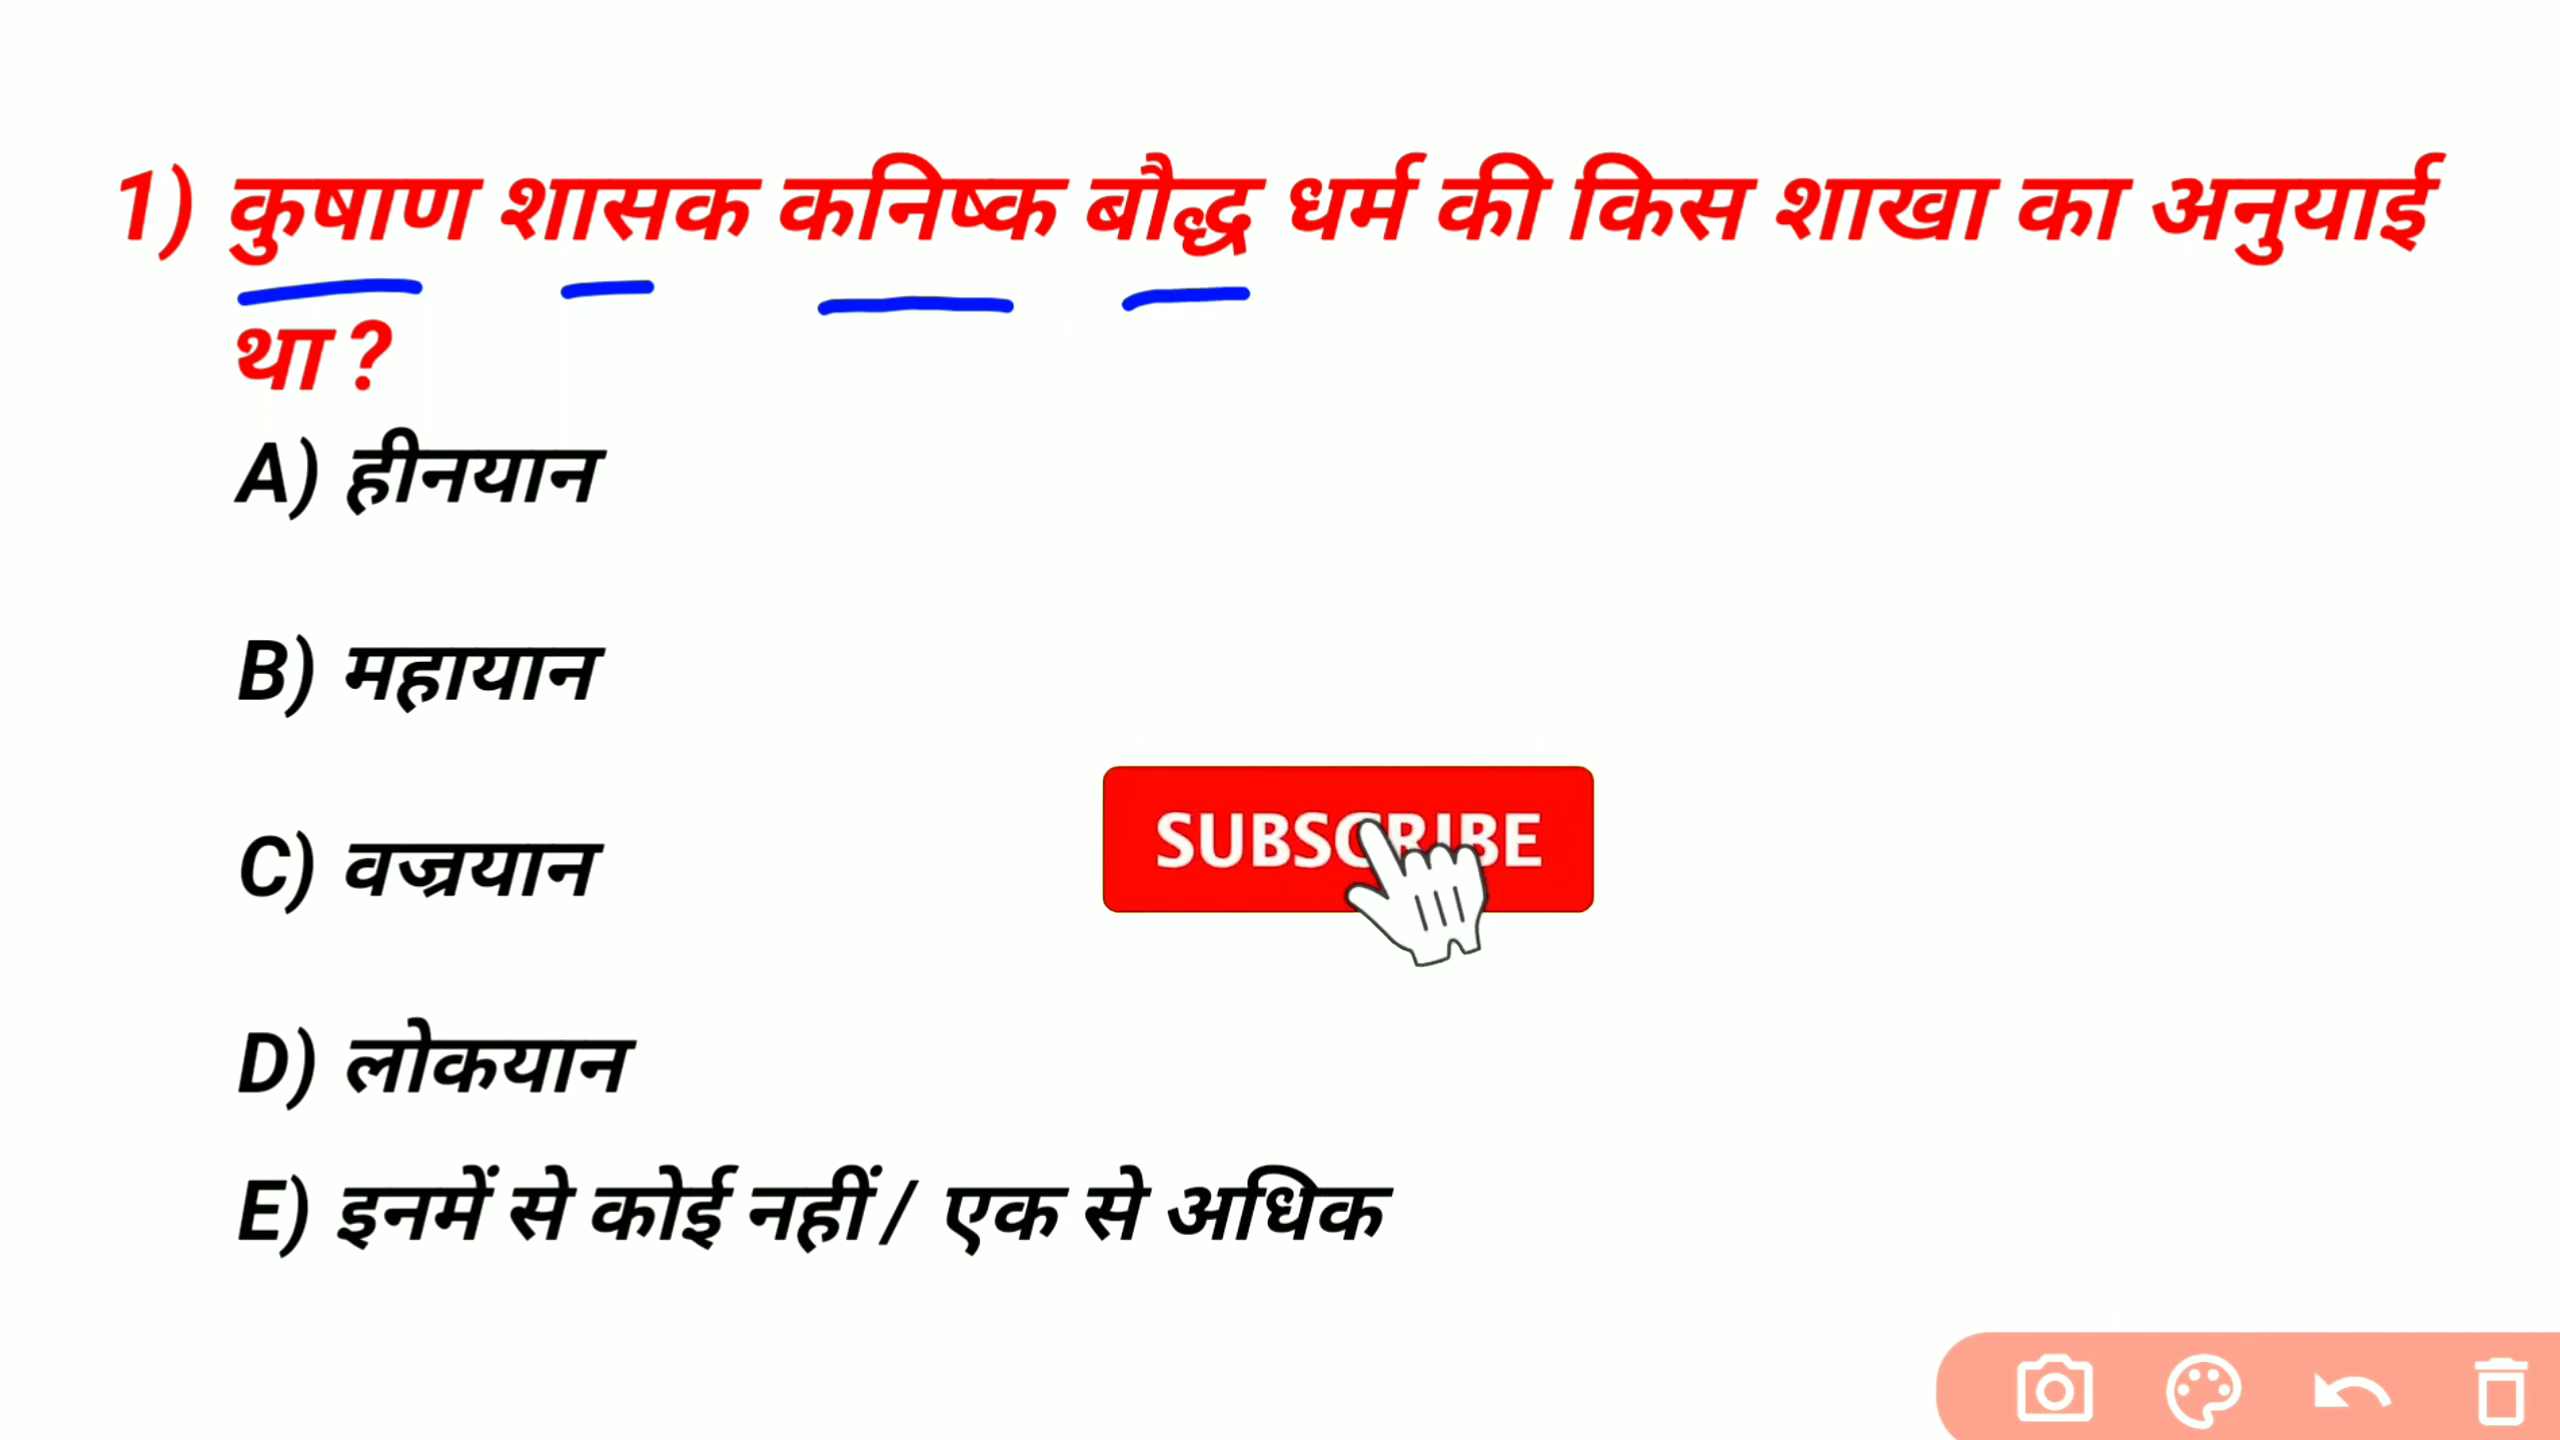 1) कुषाण शासक कनिष्क बौद्ध धर्म की किस शाखा का अनुयाई
था ?
A) हीनयान
B) महायान
C) वज्रयान
SUBSCRIBE
D) लोकयान
E) इनमें से कोई नहीं / एक से अधिक